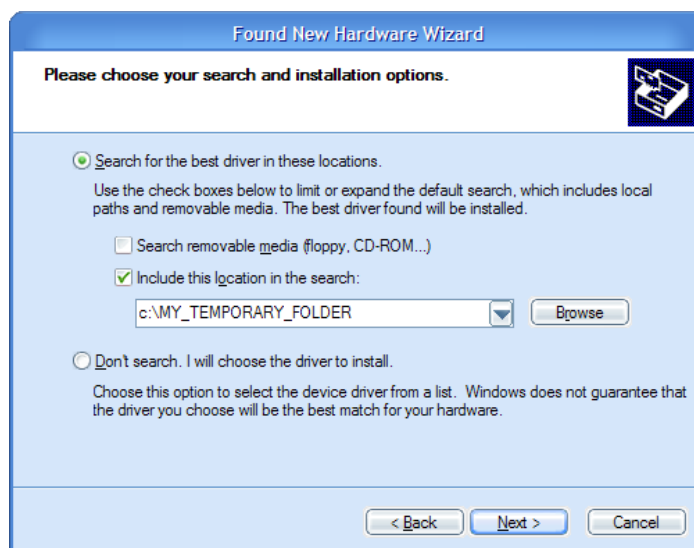 Found New Hardware Wizard
Please choose your search and installation options.
Search for the best driver in these locations.
Use the check boxes below to limit or expand the default search, which includes local
paths and removable media. The best driver found will be installed.
Search removable media (floppy, CD-ROM...)
Include this location in the search:
c:\MY_TEMPORARY_FOLDER
Browse
Don't search. I will choose the driver to install.
Choose this option to select the device driver from a list. Windows does not guarantee that
the driver you choose will be the best match for your hardware.
< Back
Next >
Cancel